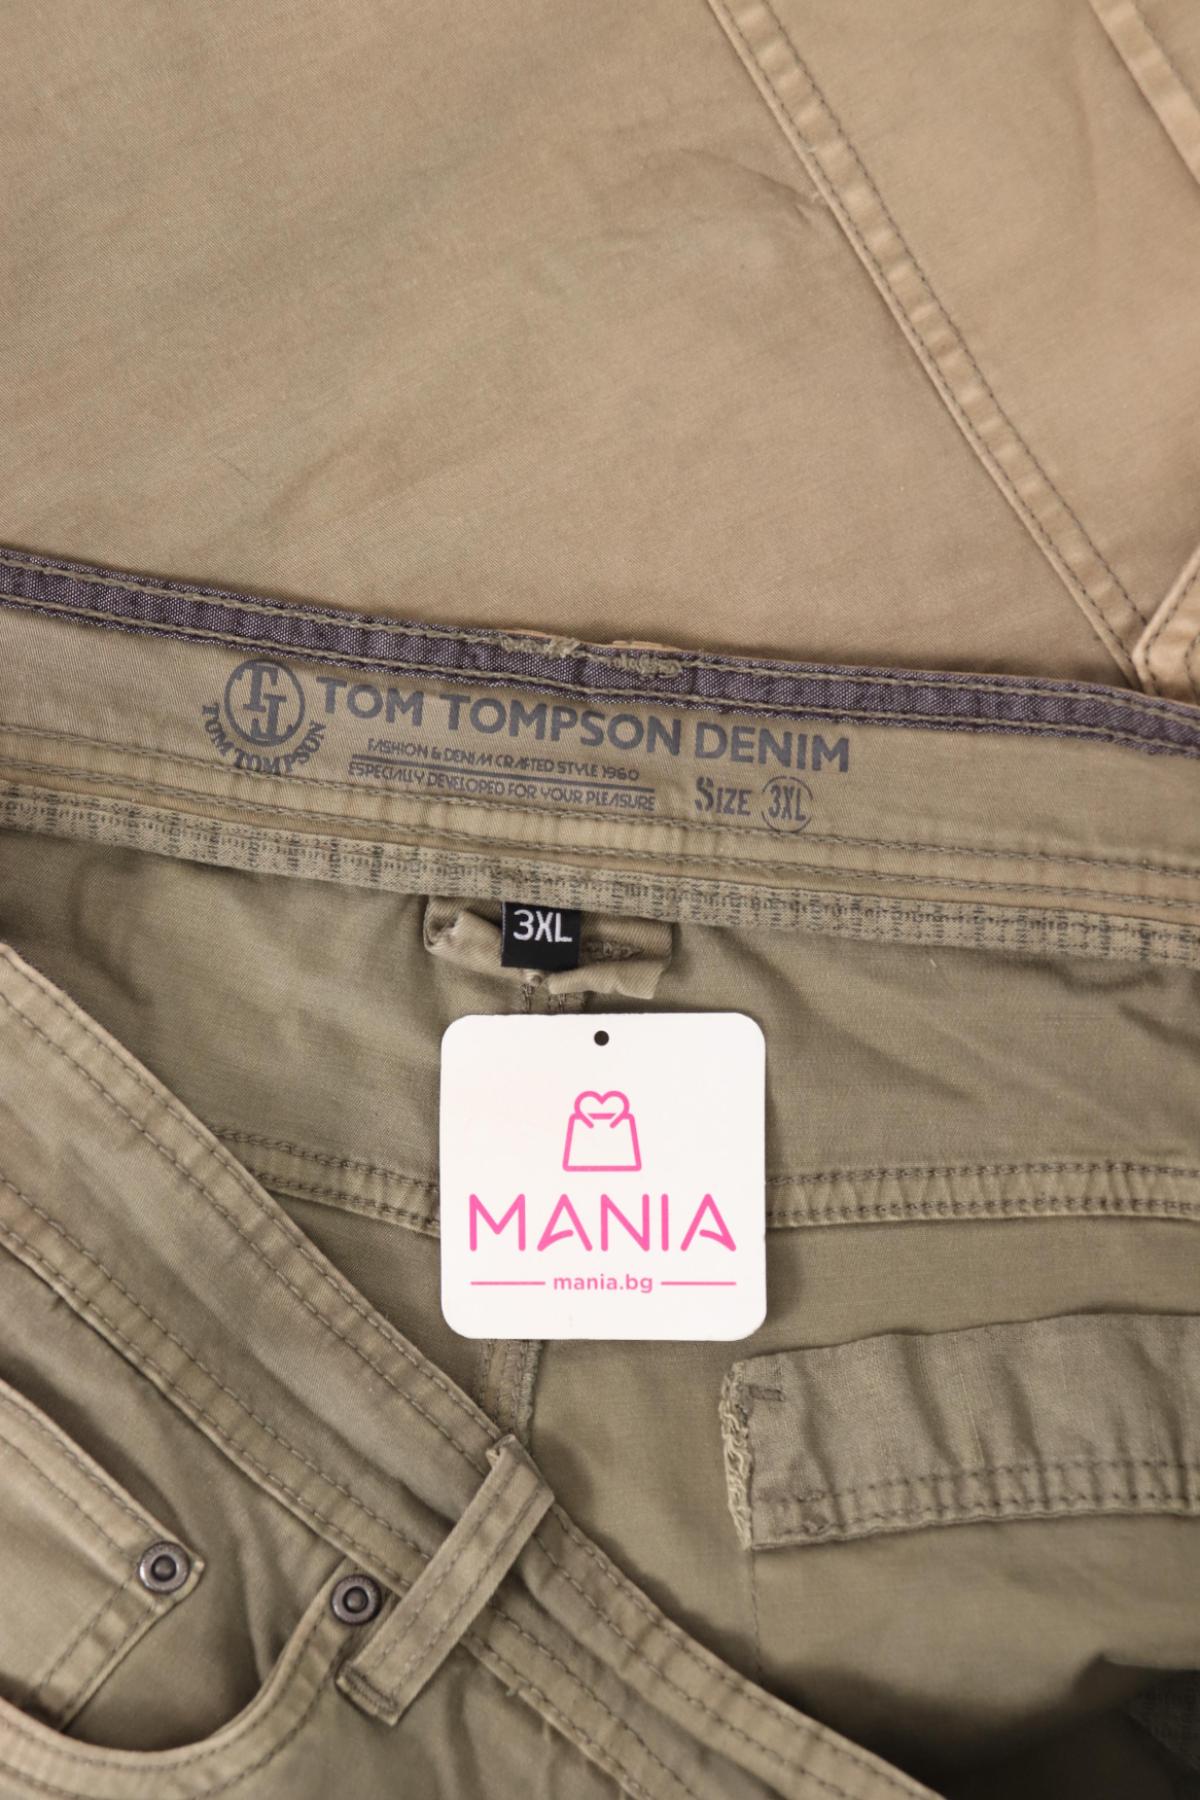 TJ
TOM TOMPSON
TOM TOMPSON DENIM
FASHION & DENIM CRAFTED STYLE 1960
ESPECIALLY DEVELOPED FOR YOUR PLEASURE
SIZE 3XL
3XL
MANIA
mania.bg